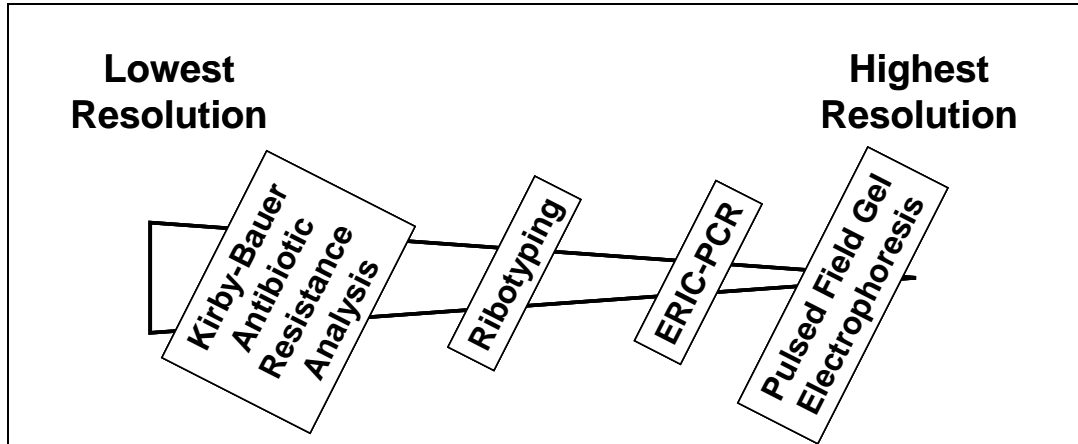 Lowest
Resolution
Highest
Resolution
Kirby-Bauer
Antibiotic
Resistance
Analysis
Ribotyping
ERIC-PCR
Pulsed Field Gel
Electrophoresis